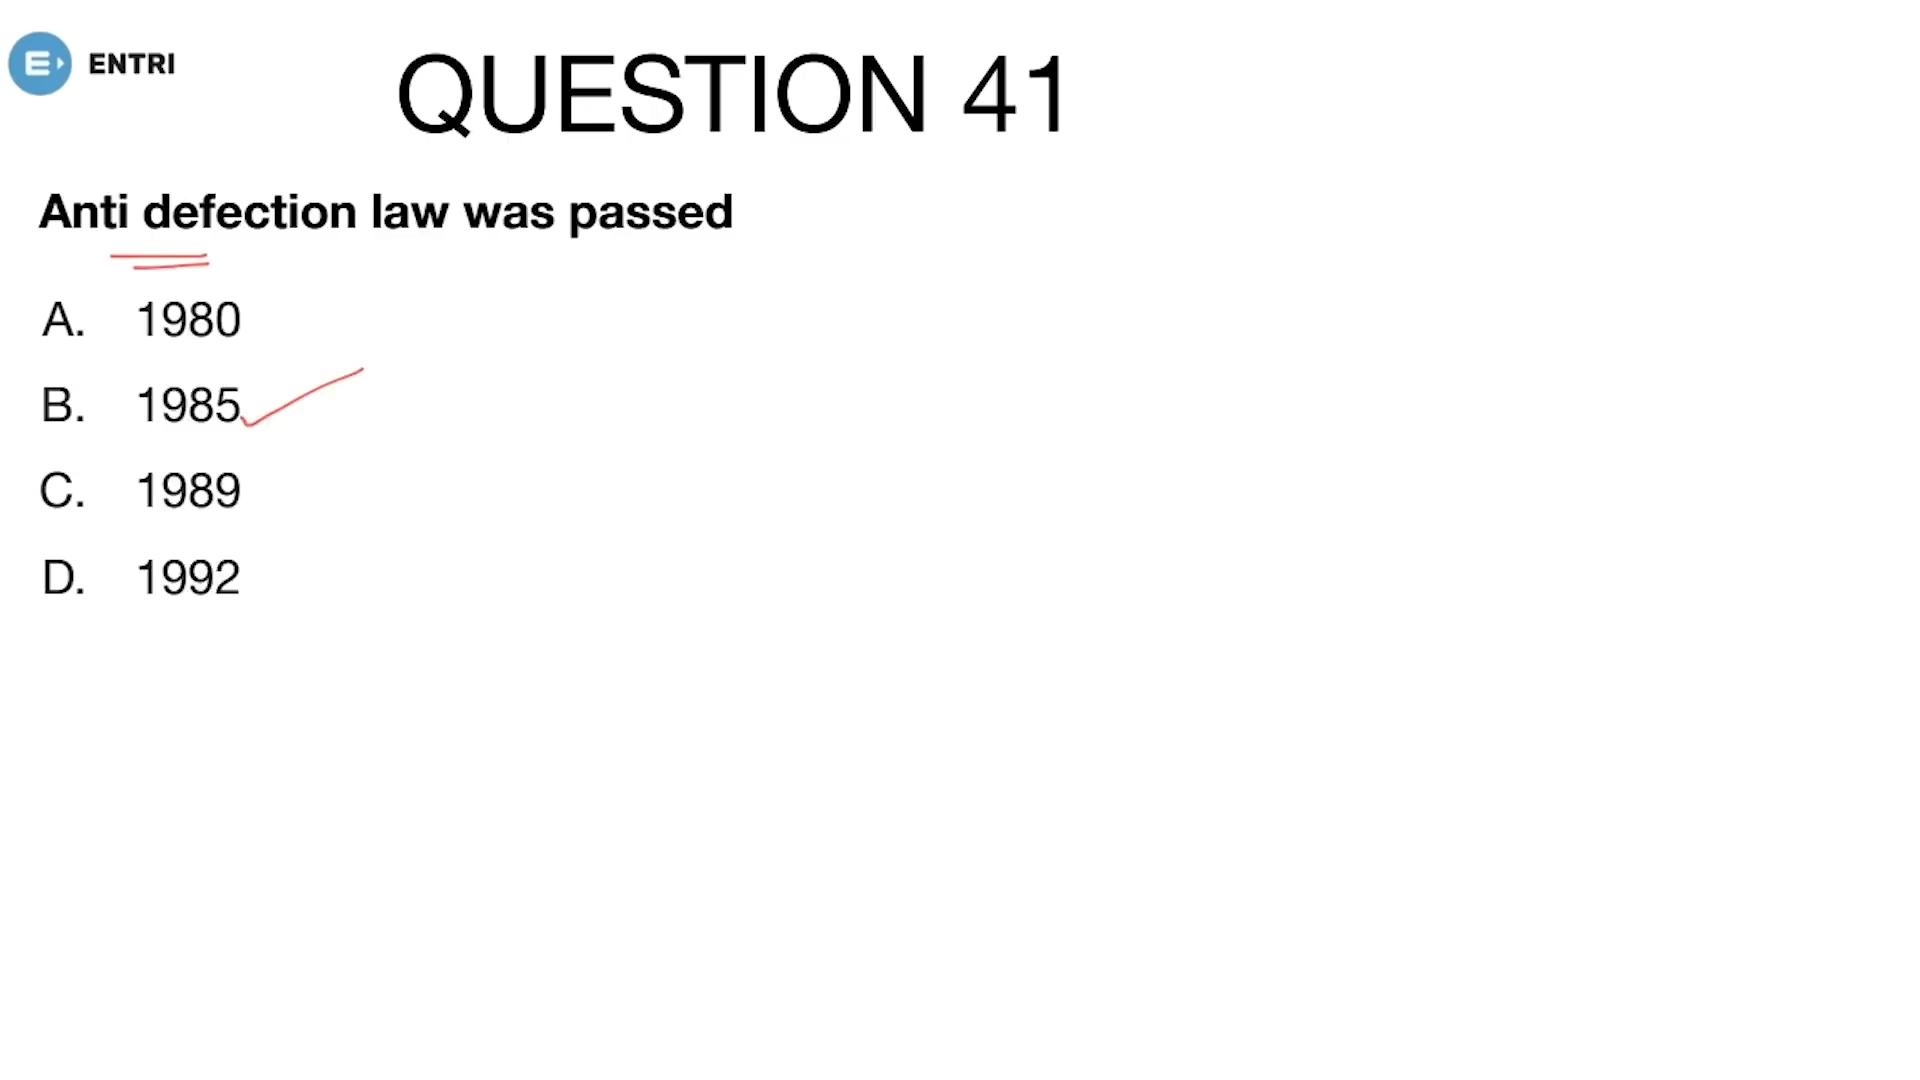 ENTRI
QUESTION 41
Anti defection law was passed
A. 1980
B. 1985
C. 1989
D. 1992